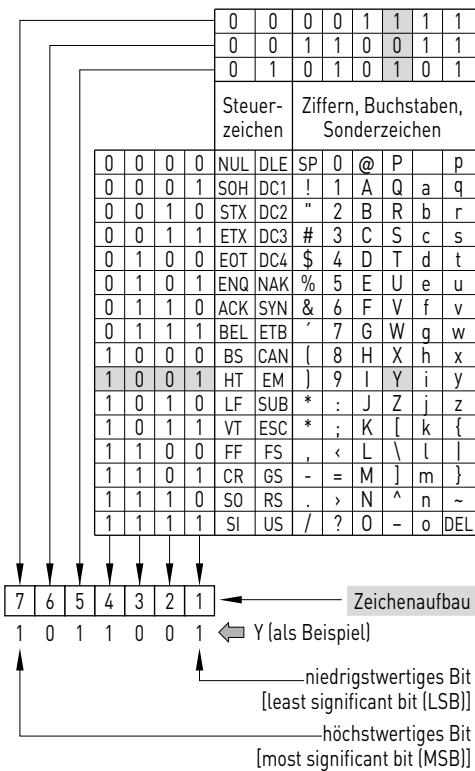 0 0 0 0 1 1 1 1
0 0 1 1 0 0 1 1
0 1 0 1 0 1 0 1
Steuer- Ziffern, Buchstaben,
zeichen Sonderzeichen
0 0 0 0 NUL DLE SP 0 @ P p
0 0 0 1 SOH DC1 ! 1 A Q a q
0 0 1 0 STX DC2 " 2 B R b r
0 0 1 1 ETX DC3 # 3 C S c s
0 1 0 0 EOT DC4 $ 4 D T d t
0 1 0 1 ENQ NAK % 5 E U e u
0 1 1 0 ACK SYN & 6 F V f v
0 1 1 1 BEL ETB ´ 7 G W g w
1 0 0 0 BS CAN ( 8 H X h x
1 0 0 1 HT EM ) 9 I Y i y
1 0 1 0 LF SUB * : J Z j z
1 0 1 1 VT ESC * ; K [ k {
1 1 0 0 FF FS , ‹ L \ l |
1 1 0 1 CR GS - = M ] m }
1 1 1 0 SO RS . › N ^ n ~
1 1 1 1 SI US / ? O – o DEL
7 6 5 4 3 2 1 Zeichenaufbau
1 0 1 1 0 0 1 Y (als Beispiel)
niedrigstwertiges Bit
[least significant bit (LSB)]
höchstwertiges Bit
[most significant bit (MSB)]